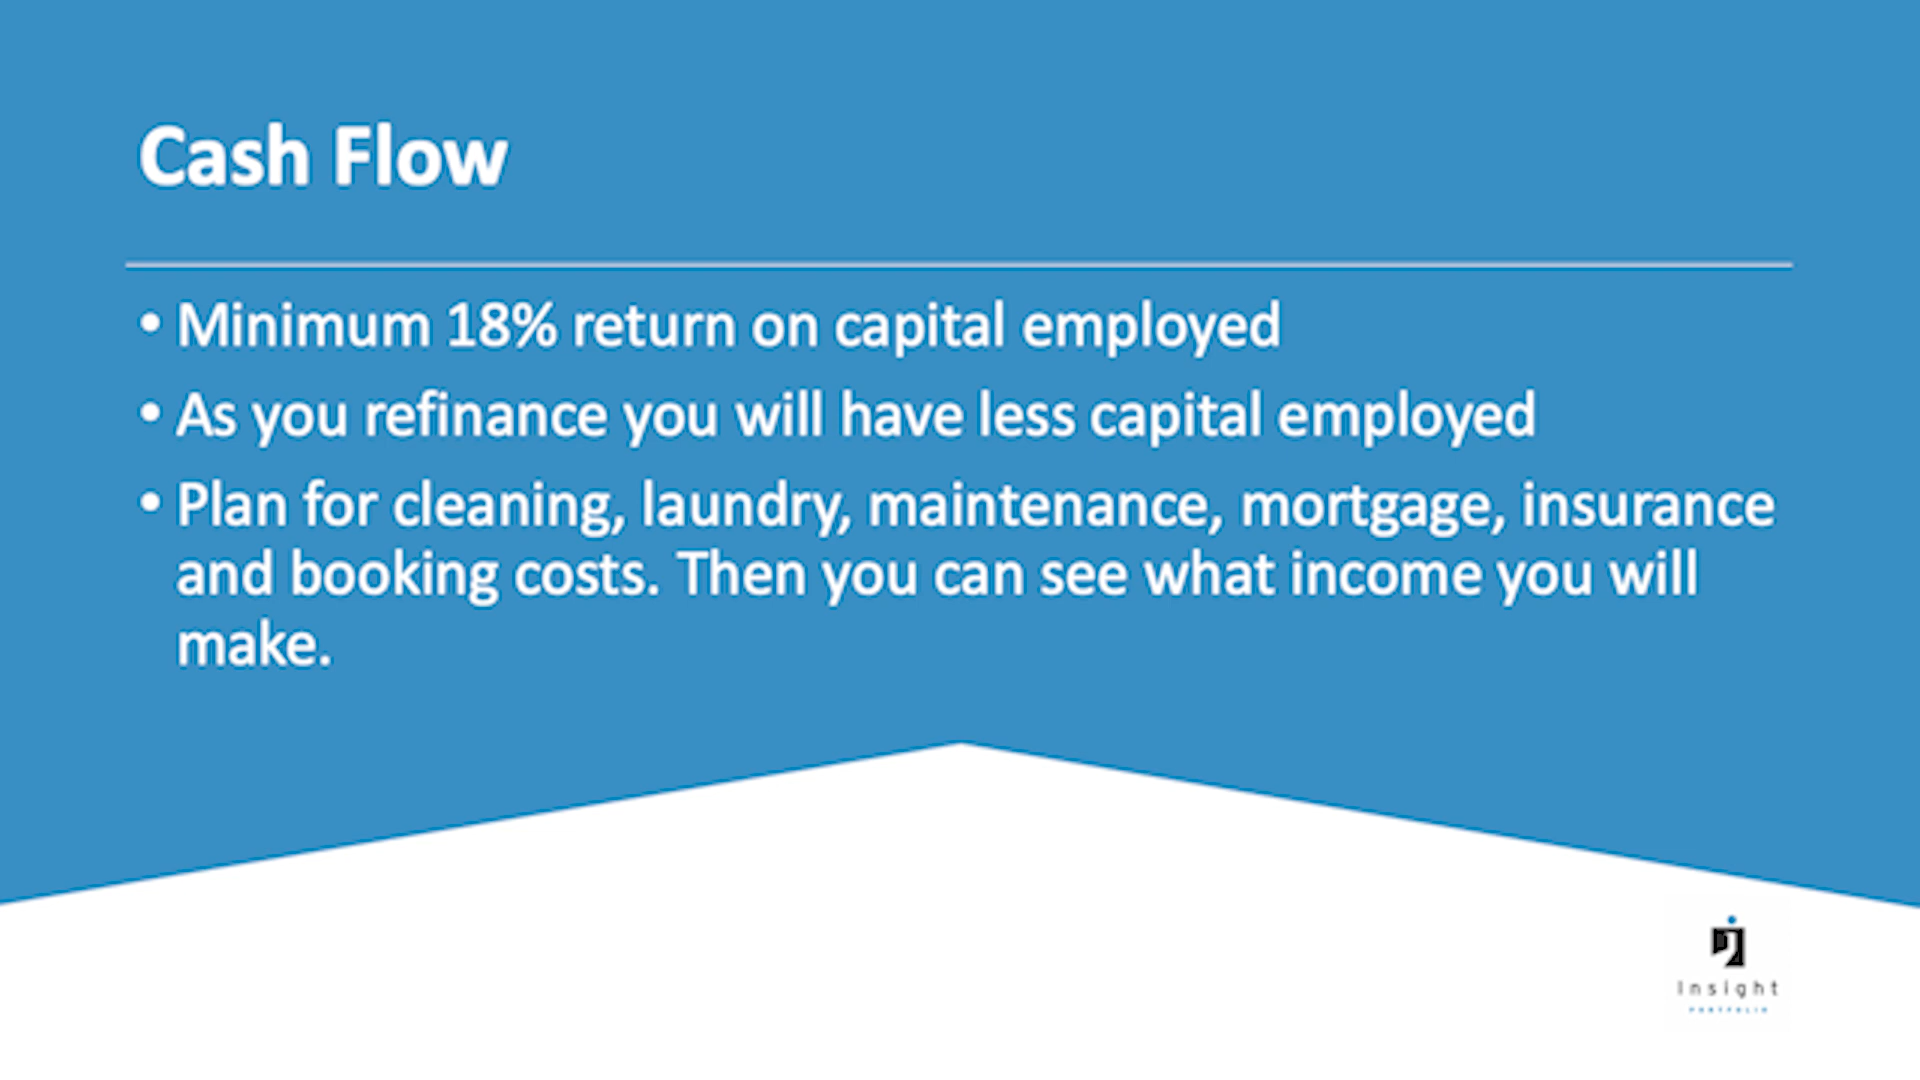 Cash Flow
• Minimum 18% return on capital employed
• As you refinance you will have less capital employed
• Plan for cleaning, laundry, maintenance, mortgage, insurance
and booking costs. Then you can see what income you will
make.
Insight
PORTFOLIO